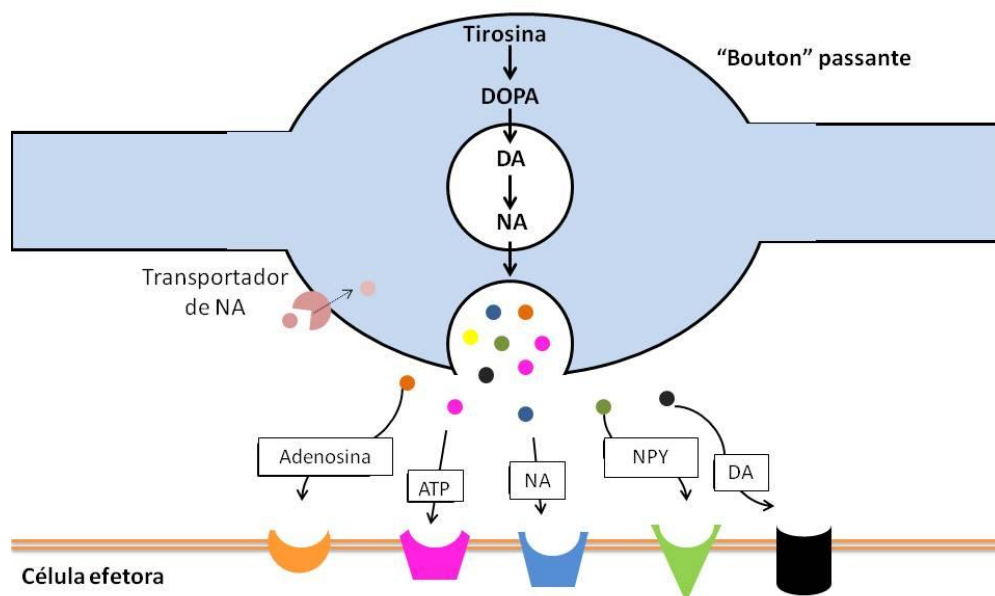 Tirosina
“Bouton” passante
DOPA
DA
NA
Transportador
de NA
Adenosina
ATP
NA
NPY
DA
Célula efetora